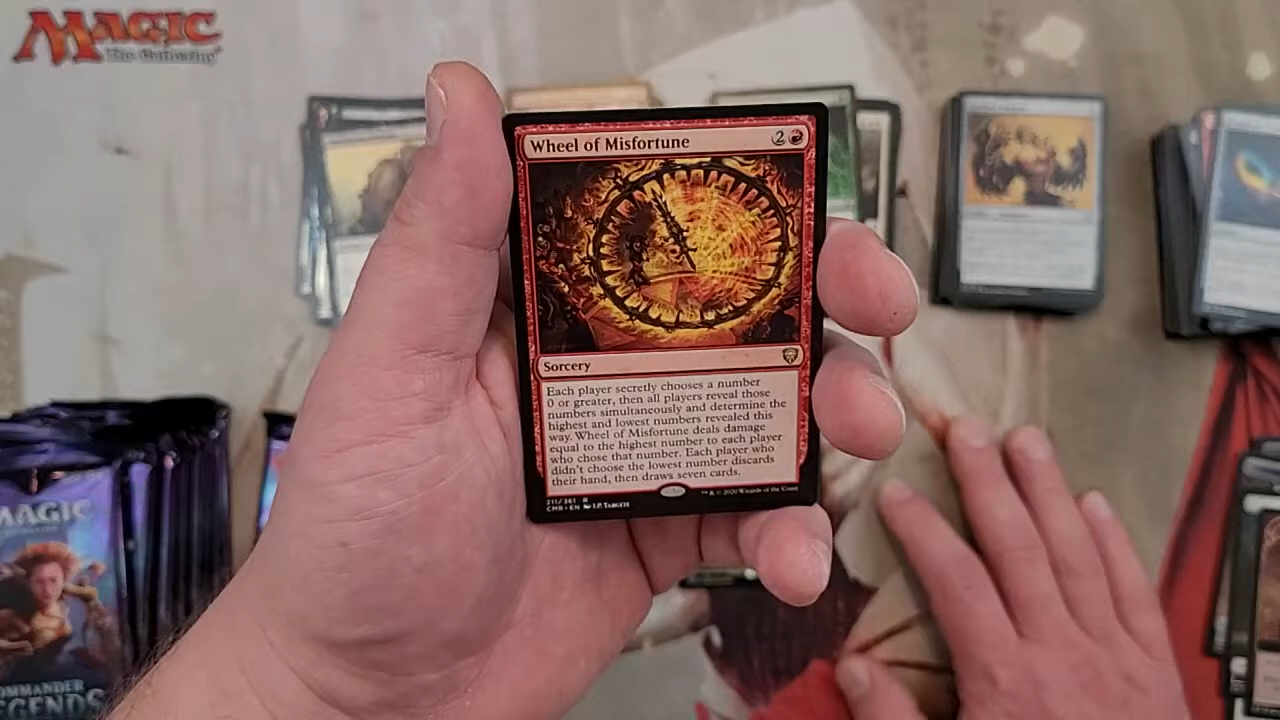 MAGIC
The Gathering
Wheel of Misfortune
2
Sorcery
Each player secretly chooses a number
0 or greater, then all players reveal those
numbers simultaneously and determine the
highest and lowest numbers revealed this
way. Wheel of Misfortune deals damage
equal to the highest number to each player
who chose that number. Each player who
didn't choose the lowest number discards
their hand, then draws seven cards.
211/361 R
CMR • EN
™ & © 2020 Wizards of the Coast
MAGIC
COMMANDER
LEGENDS